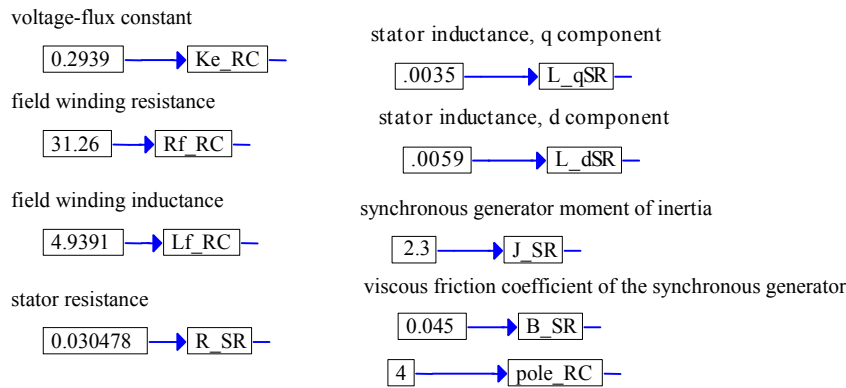 voltage-flux constant
0.2939 Ke_RC
field winding resistance
31.26 Rf_RC
field winding inductance
4.9391 Lf_RC
stator resistance
0.030478 R_SR
stator inductance, q component
.0035 L_qSR
stator inductance, d component
.0059 L_dSR
synchronous generator moment of inertia
2.3 J_SR
viscous friction coefficient of the synchronous generator
0.045 B_SR
4 pole_RC